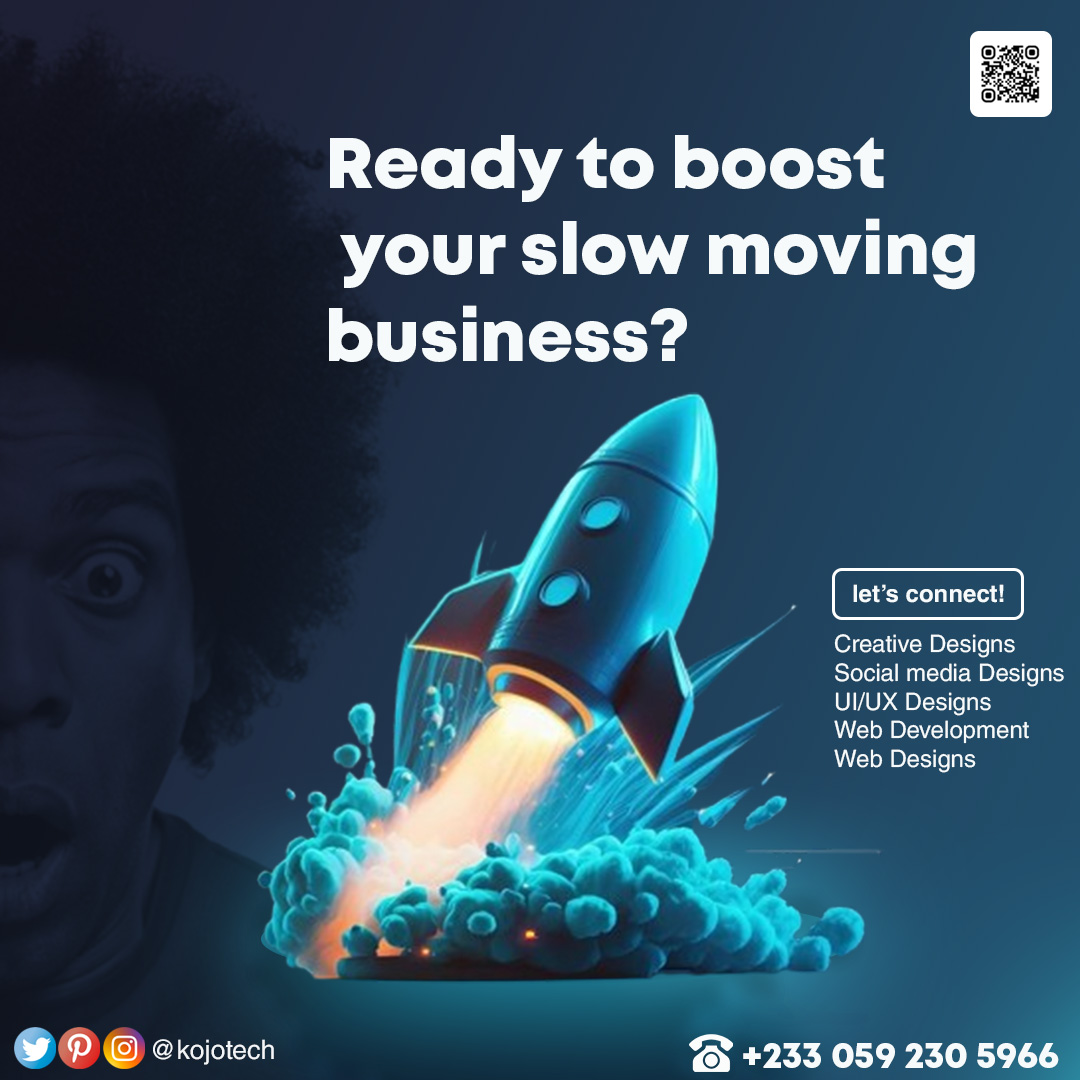 Ready to boost
your slow moving
business?
let's connect!
Creative Designs
Social media Designs
UI/UX Designs
Web Development
Web Designs
@kojotech
+233 059 230 5966